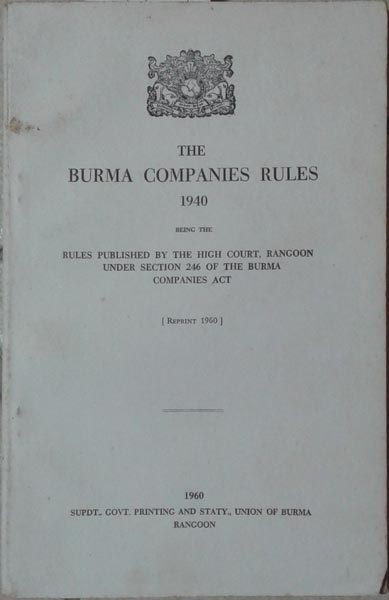 THE
BURMA COMPANIES RULES
1940
BEING THE
RULES PUBLISHED BY THE HIGH COURT, RANGOON
UNDER SECTION 246 OF THE BURMA
COMPANIES ACT
[ REPRINT 1960 ]
1960
SUPDT., GOVT. PRINTING AND STATY., UNION OF BURMA
RANGOON